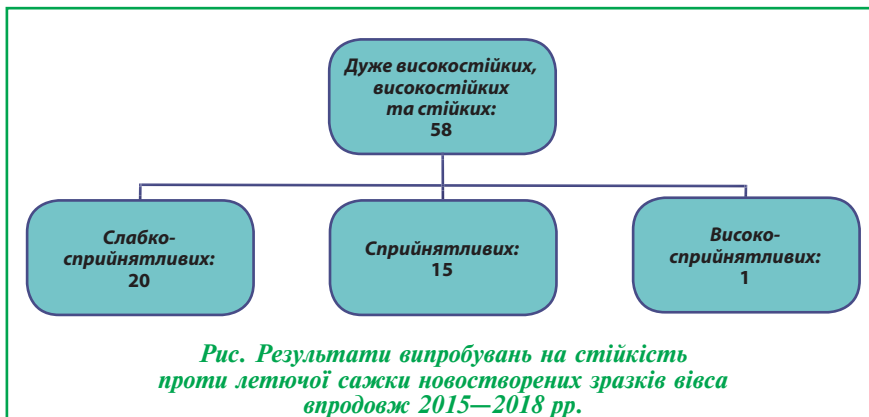 Дуже високостійких,
високостійких
та стійких:
58
Слабко-
сприйнятливих:
20
Сприйнятливих:
15
Високо-
сприйнятливих:
1
Рис. Результати випробувань на стійкість
проти летючої сажки новостворених зразків вівса
впродовж 2015—2018 рр.